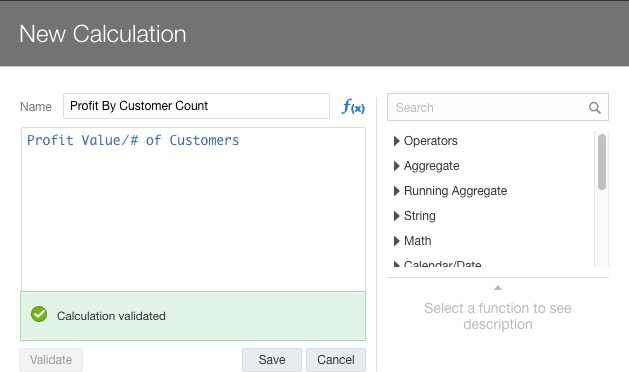 New Calculation
Name
Profit By Customer Count
f(x)
Search
Profit Value/# of Customers
Operators
Aggregate
Running Aggregate
String
Math
Calendar/Date
Calculation validated
Select a function to see
description
Validate
Save
Cancel